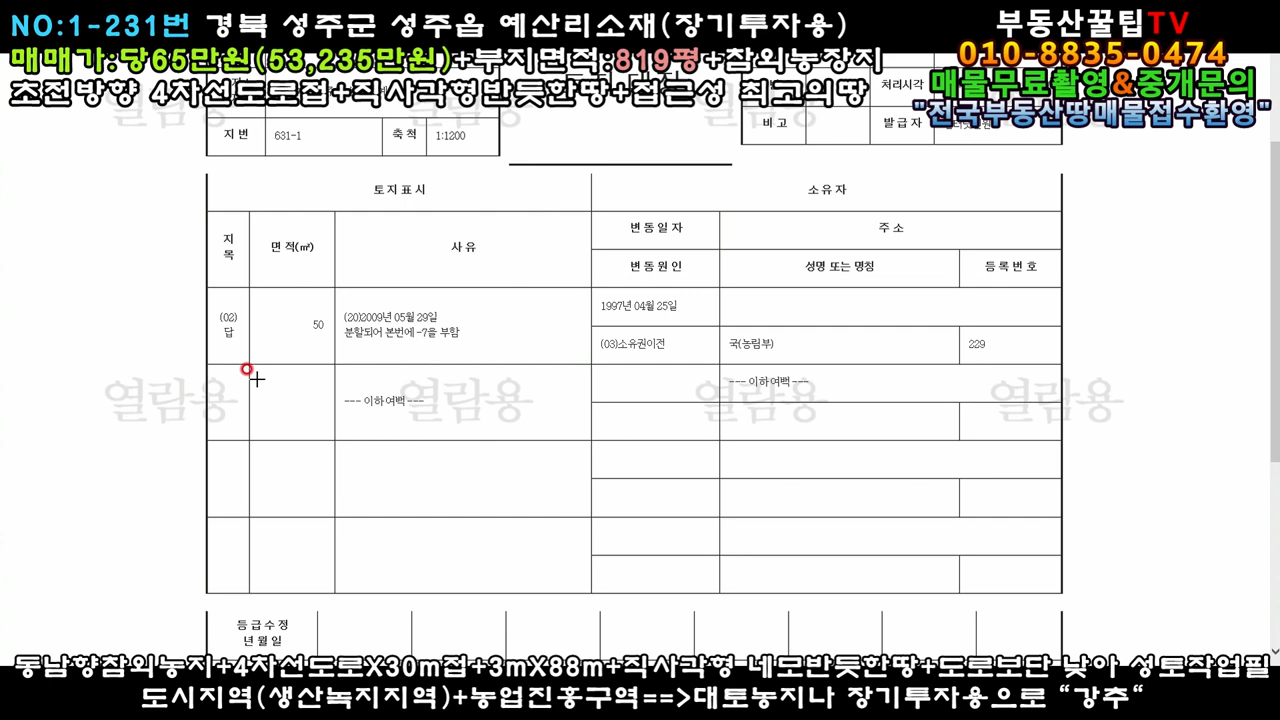 NO:1-231번 경북 성주군 성주읍 예산리소재(장기투자용)
부동산꿀팁TV
매매가:당65만원(53,235만원)+부지면적:819평+참외농장지
010-8835-0474
초전방향 4차선도로접+직사각형반듯한땅+접근성 최고의땅
매물무료촬영&중개문의
"전국부동산땅매물접수환영"
처리시각
지 번 631-1 축 척 1:1200
비 고 발 급 자
토 지 표 시 소 유 자
지 목 면 적(㎡) 사 유 변 동 일 자 주 소
변 동 원 인 성명 또는 명칭 등 록 번 호
(02) 답 50 (20)2009년 05월 29일 1997년 04월 25일
분할되어 본번에 -7을 부함 (03)소유권이전 국(농림부) 229
--- 이하 여백 --- --- 이하 여백 ---
열람용 열람용 열람용 열람용
등 급 수 정
년 월 일
동남향참외농지+4차선도로X30m접+3mX88m+직사각형 네모반듯한땅+도로보단 낮아 성토작업필
도시지역(생산녹지지역)+농업진흥구역==>대토농지나 장기투자용으로 “강추“